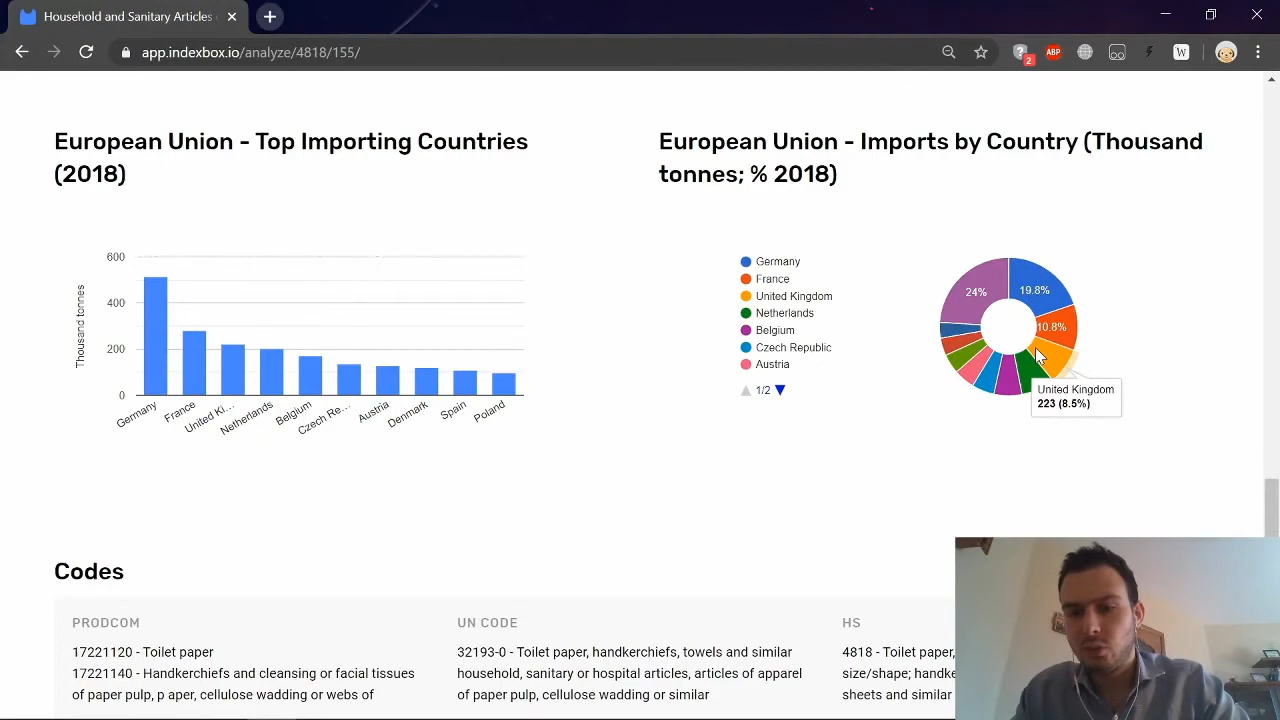 Household and Sanitary Articles
app.indexbox.io/analyze/4818/155/
2
ABP
W
European Union - Top Importing Countries
(2018)
European Union - Imports by Country (Thousand
tonnes; % 2018)
600
400
200
0
Thousand tonnes
Germany
France
United Ki...
Netherlands
Belgium
Czech Re...
Austria
Denmark
Spain
Poland
Germany
France
United Kingdom
Netherlands
Belgium
Czech Republic
Austria
1/2
24%
19.8%
10.8%
United Kingdom
223 (8.5%)
Codes
PRODCOM
17221120 - Toilet paper
17221140 - Handkerchiefs and cleansing or facial tissues
of paper pulp, p aper, cellulose wadding or webs of
UN CODE
32193-0 - Toilet paper, handkerchiefs, towels and similar
household, sanitary or hospital articles, articles of apparel
of paper pulp, cellulose wadding or similar
HS
4818 - Toilet paper,
size/shape; handke
sheets and similar